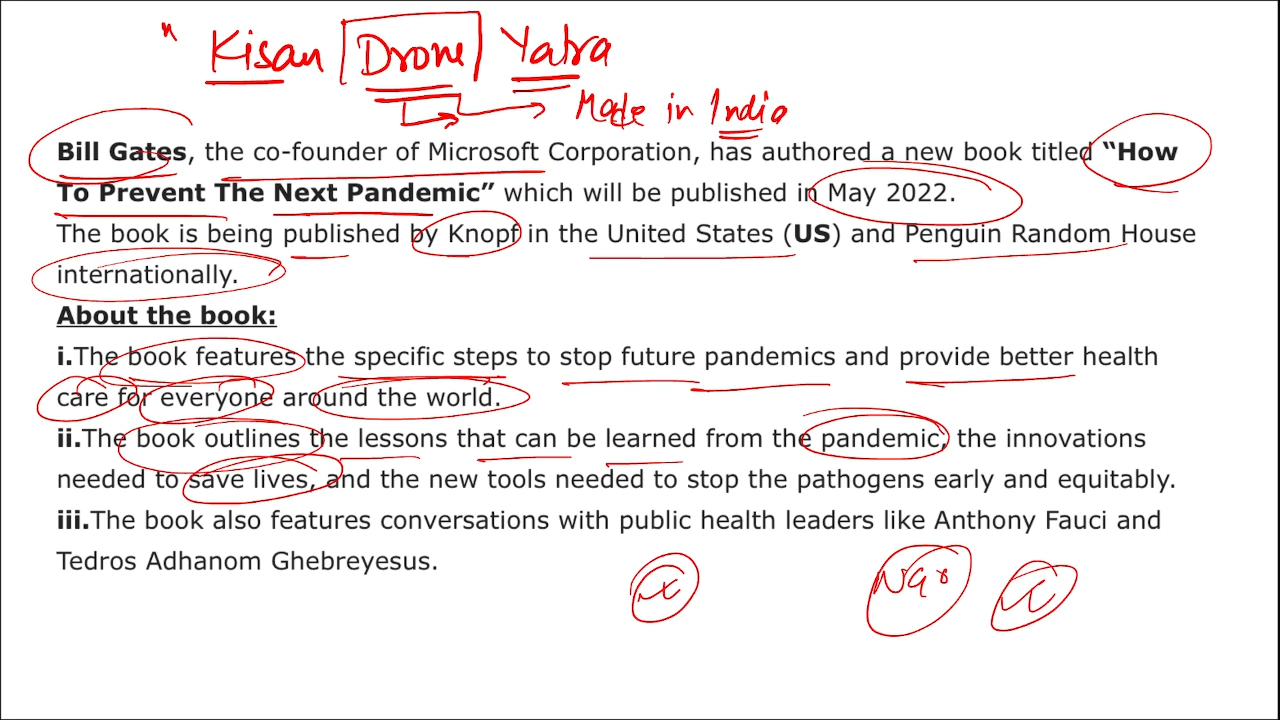 " Kisan Drone Yatra
Made in India
Bill Gates, the co-founder of Microsoft Corporation, has authored a new book titled “How
To Prevent The Next Pandemic” which will be published in May 2022.
The book is being published by Knopf in the United States (US) and Penguin Random House
internationally.
About the book:
i.The book features the specific steps to stop future pandemics and provide better health
care for everyone around the world.
ii.The book outlines the lessons that can be learned from the pandemic, the innovations
needed to save lives, and the new tools needed to stop the pathogens early and equitably.
iii.The book also features conversations with public health leaders like Anthony Fauci and
Tedros Adhanom Ghebreyesus.